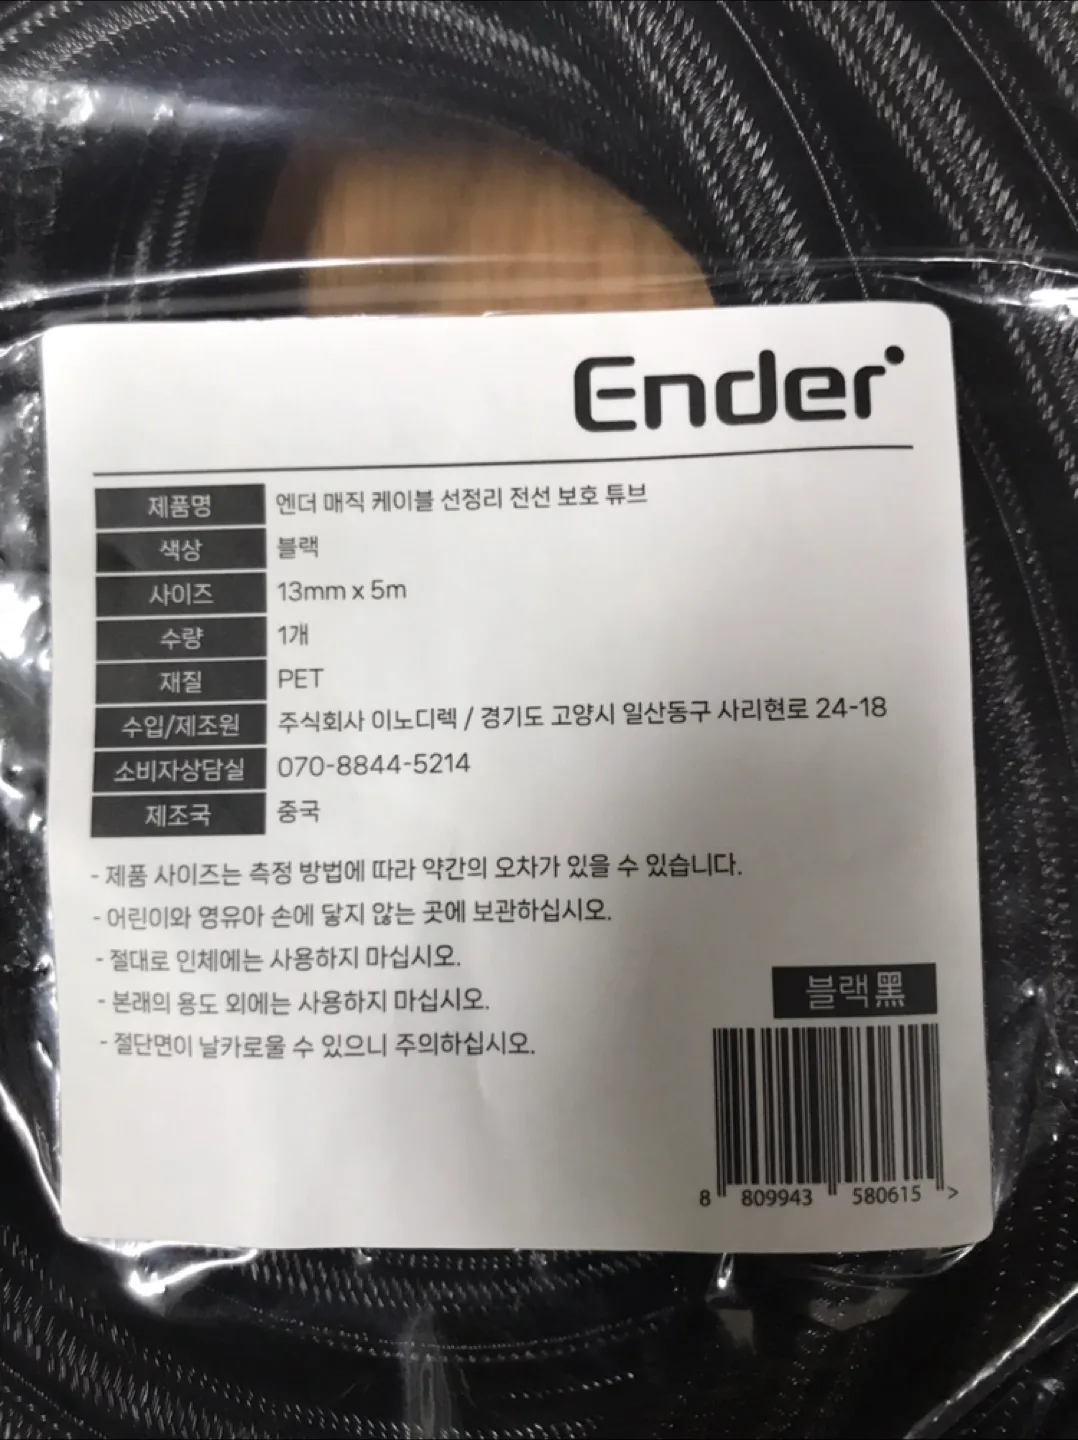 Ender
제품명 엔더 매직 케이블 선정리 전선 보호 튜브
색상 블랙
사이즈 13mm x 5m
수량 1개
재질 PET
수입/제조원 주식회사 이노디렉 / 경기도 고양시 일산동구 사리현로 24-18
소비자상담실 070-8844-5214
제조국 중국
- 제품 사이즈는 측정 방법에 따라 약간의 오차가 있을 수 있습니다.
- 어린이와 영유아 손에 닿지 않는 곳에 보관하십시오.
- 절대로 인체에는 사용하지 마십시오.
- 본래의 용도 외에는 사용하지 마십시오.
- 절단면이 날카로울 수 있으니 주의하십시오.
블랙黑
8 809943 580615 >